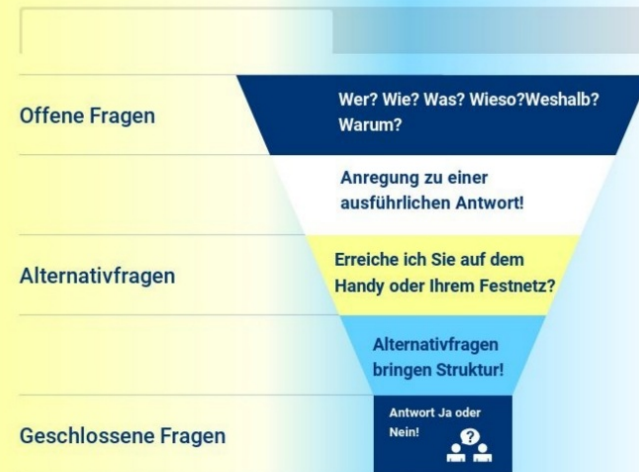 Offene Fragen
Wer? Wie? Was? Wieso?Weshalb?
Warum?
Anregung zu einer
ausführlichen Antwort!
Alternativfragen
Erreiche ich Sie auf dem
Handy oder Ihrem Festnetz?
Alternativfragen
bringen Struktur!
Geschlossene Fragen
Antwort Ja oder
Nein!
?